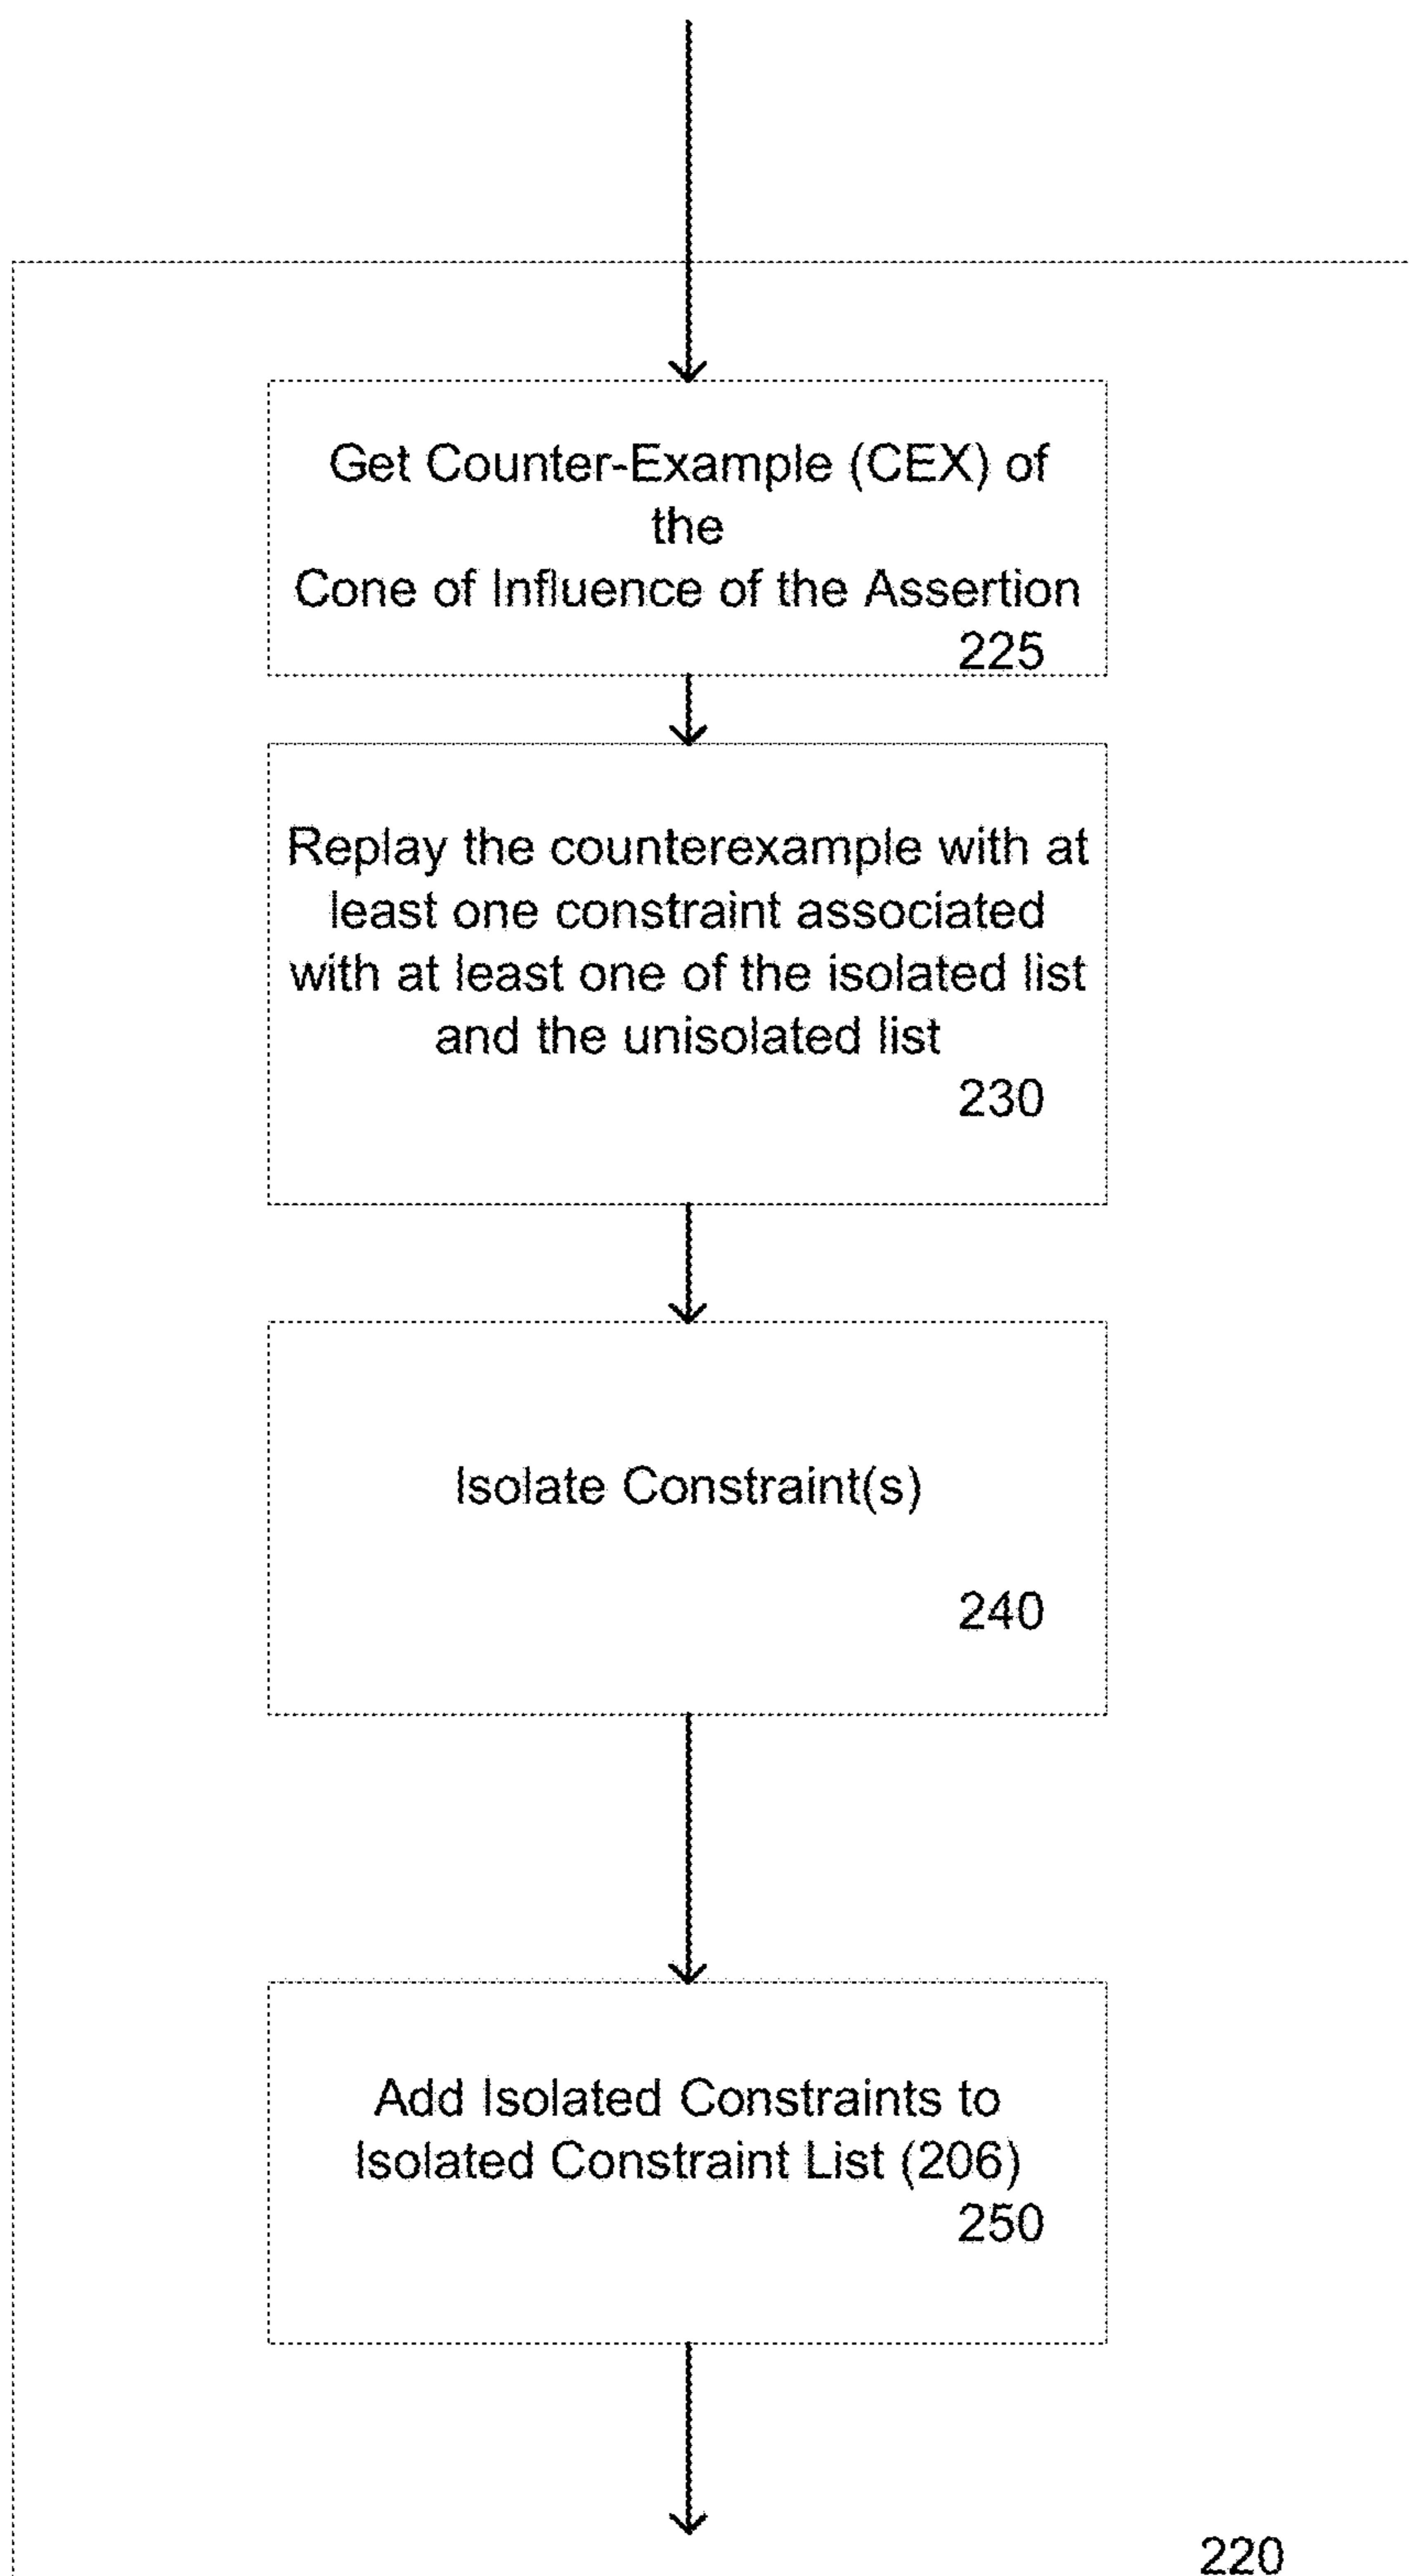 Get Counter-Example (CEX) of
the
Cone of Influence of the Assertion
225
Replay the counterexample with at
least one constraint associated
with at least one of the isolated list
and the unisolated list
230
Isolate Constraint(s)
240
Add Isolated Constraints to
Isolated Constraint List (206)
250
220